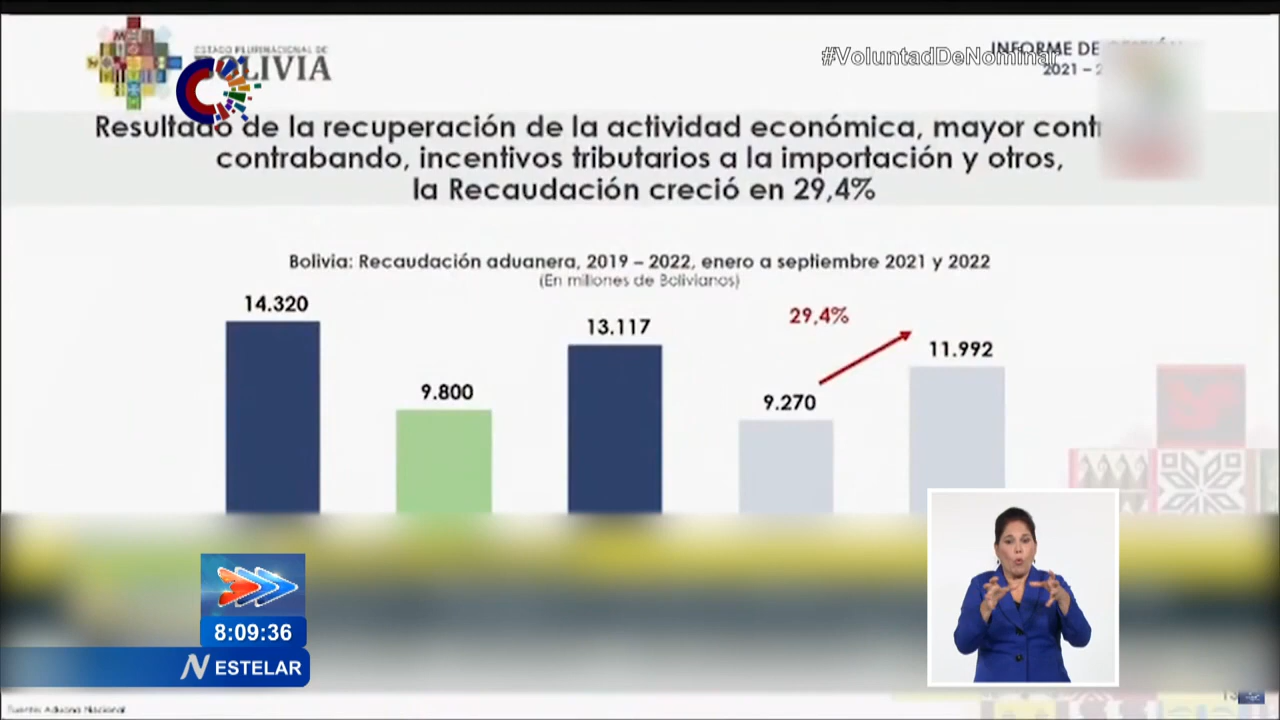 ESTADO PLURINACIONAL DE
BOLIVIA
#VoluntadDeNominar
INFORME DE
2021 –
Resultado de la recuperación de la actividad económica, mayor
contrabando, incentivos tributarios a la importación y otros,
la Recaudación creció en 29,4%
Bolivia: Recaudación aduanera, 2019 – 2022, enero a septiembre 2021 y 2022
(En millones de Bolivianos)
14.320
9.800
13.117
9.270
29,4%
11.992
8:09:36
N ESTELAR
Fuente: Aduana Nacional